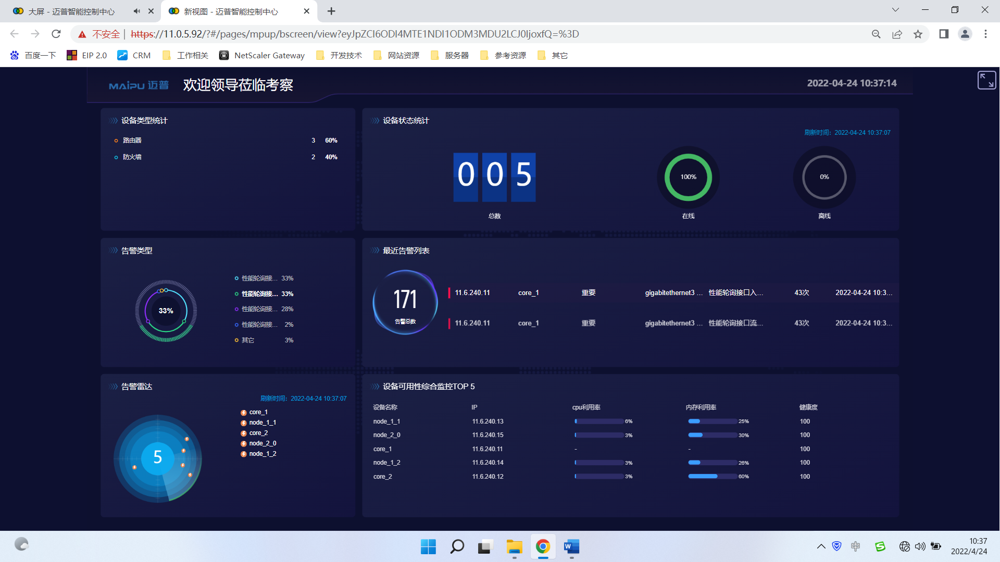 大屏 - 迈普智能控制中心
新视图 - 迈普智能控制中心
不安全
https://11.0.5.92/?#/pages/mpup/bscreen/view?eyJpZCI6ODI4MTE1NDI1ODM3MDU2LCJ0IjoxfQ=%3D
百度一下
EIP 2.0
CRM
工作相关
NetScaler Gateway
开发技术
网站资源
服务器
参考资源
其它
MAIPU 迈普
欢迎领导莅临考察
2022-04-24 10:37:14
设备类型统计
路由器 3 60%
防火墙 2 40%
设备状态统计
刷新时间: 2022-04-24 10:37:07
0 0 5
100%
0%
总数
在线
离线
告警类型
33%
性能轮询接... 33%
性能轮询接... 33%
性能轮询接... 28%
性能轮询接... 2%
其它 3%
最近告警列表
171
告警总数
11.6.240.11 core_1 重要 gigabitethernet3 ... 性能轮询接口入... 43次 2022-04-24 10:3...
11.6.240.11 core_1 重要 gigabitethernet3 ... 性能轮询接口流... 43次 2022-04-24 10:3...
告警雷达
刷新时间: 2022-04-24 10:37:07
5
core_1
node_1_1
core_2
node_2_0
node_1_2
设备可用性综合监控TOP 5
设备名称 IP cpu利用率 内存利用率 健康度
node_1_1 11.6.240.13 6% 25% 100
node_2_0 11.6.240.15 3% 30% 100
core_1 11.6.240.11 - - 100
node_1_2 11.6.240.14 3% 26% 100
core_2 11.6.240.12 3% 60% 100
W
中
S
10:37
2022/4/24